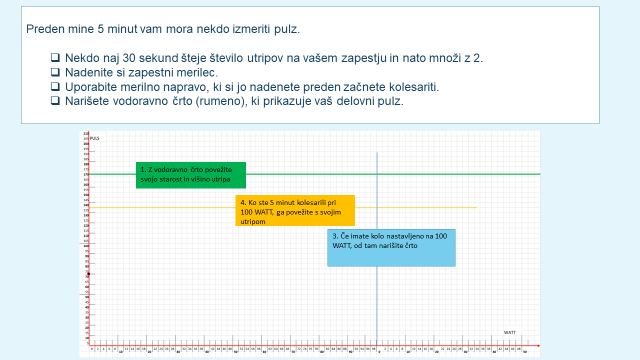 Preden mine 5 minut vam mora nekdo izmeriti pulz.
❑ Nekdo naj 30 sekund šteje število utripov na vašem zapestju in nato množi z 2.
❑ Nadenite si zapestni merilec.
❑ Uporabite merilno napravo, ki si jo nadenete preden začnete kolesariti.
❑ Narišete vodoravno črto (rumeno), ki prikazuje vaš delovni pulz.
PULS
1. Z vodoravno črto povežite
svojo starost in višino utripa
4. Ko ste 5 minut kolesarili pri
100 WATT, ga povežite s svojim
utripom
3. Če imate kolo nastavljeno na 100
WATT, od tam narišite črto
WATT